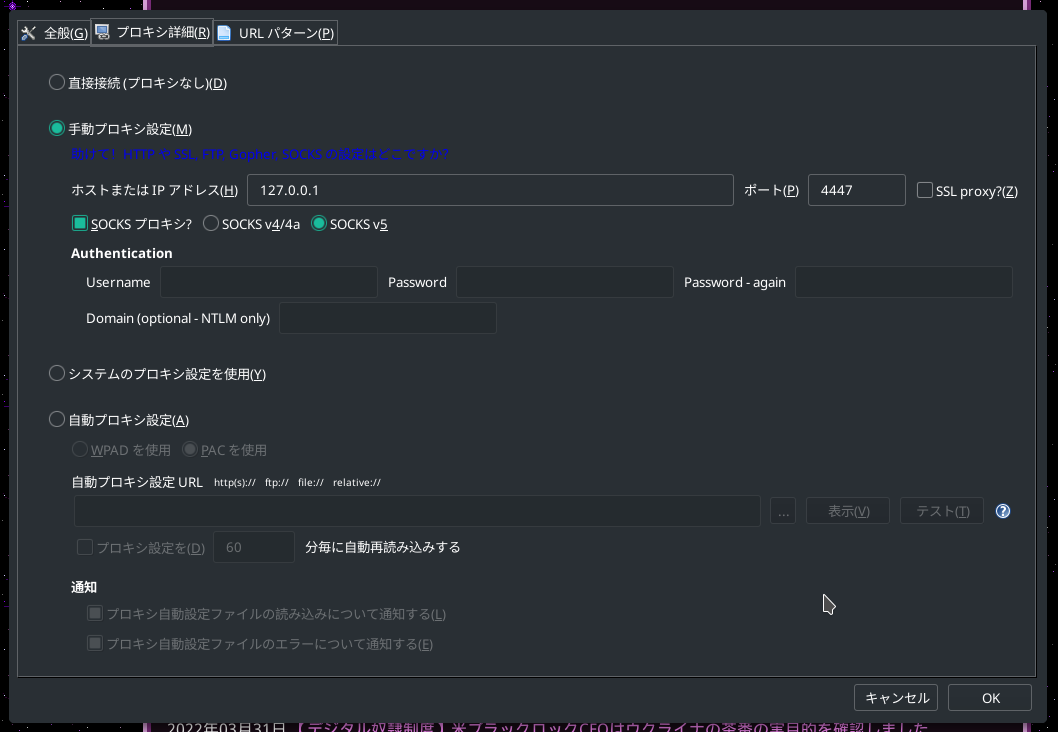 全般(G) プロキシ詳細(R) URL パターン(P)
直接接続 (プロキシなし)(D)
手動プロキシ設定(M)
助けて! HTTP や SSL, FTP, Gopher, SOCKS の設定はどこですか?
ホストまたは IP アドレス(H) 127.0.0.1 ポート(P) 4447 SSL proxy?(Z)
SOCKS プロキシ? SOCKS v4/4a SOCKS v5
Authentication
Username Password Password - again
Domain (optional - NTLM only)
システムのプロキシ設定を使用(Y)
自動プロキシ設定(A)
WPAD を使用 PAC を使用
自動プロキシ設定 URL http(s):// ftp:// file:// relative://
... 表示(V) テスト(T) ?
プロキシ設定を(D) 60 分毎に自動再読み込みする
通知
プロキシ自動設定ファイルの読み込みについて通知する(L)
プロキシ自動設定ファイルのエラーについて通知する(E)
キャンセル OK
2022年03月31日 【デジタル奴隷制度】米ブラックロックCEOはウクライナの茶番の実目的を確認しました